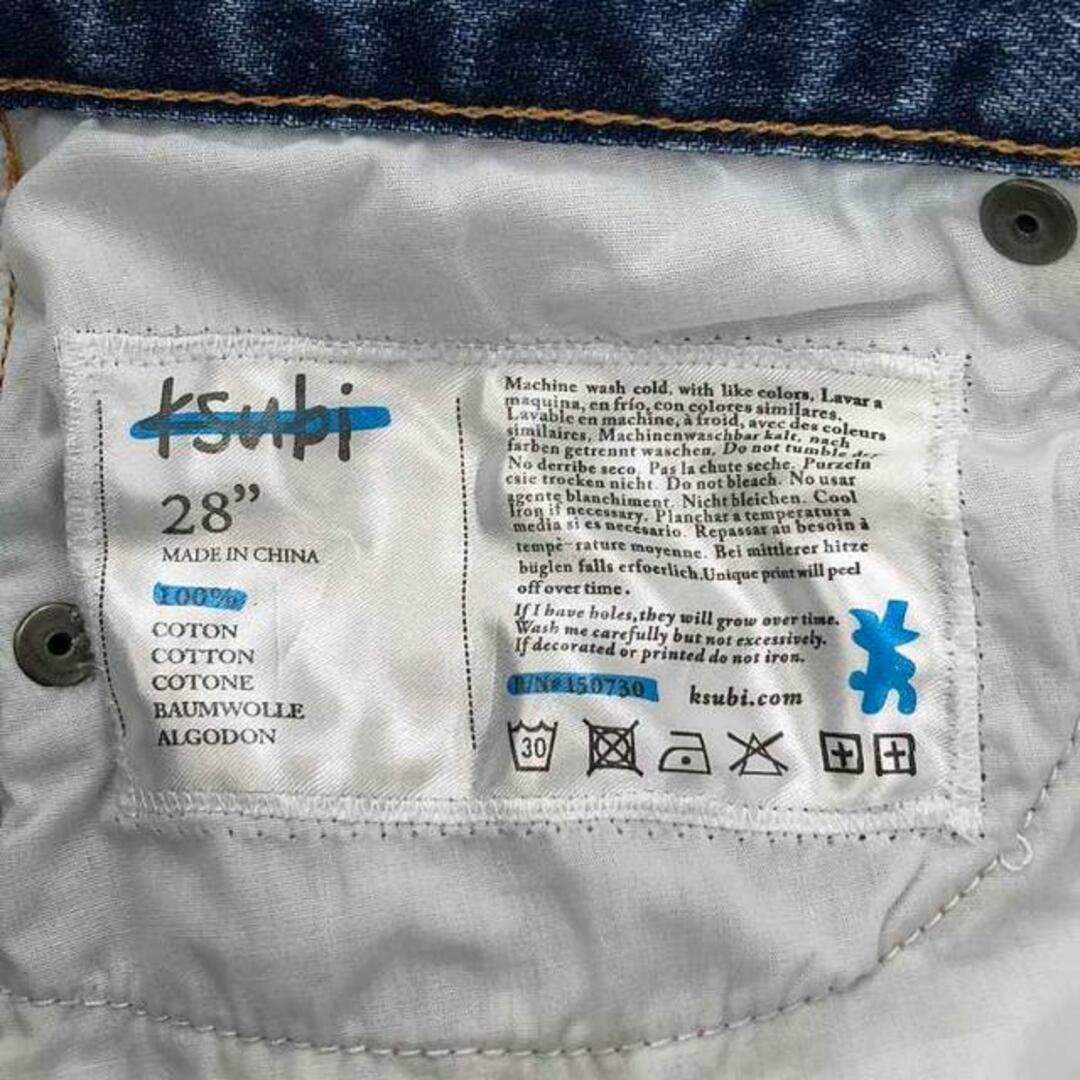 ksubi
28”
MADE IN CHINA
100%
COTON
COTTON
COTONE
BAUMWOLLE
ALGODON
Machine wash cold, with like colors, Lavar a
maquina, en frío, con colores similares.
Lavable en machine, à froid, avec des couleurs
similaires, Machinenwaschbar kalt, nach
farben getrennt waschen, Do not tumble
No derribe seco, Pas la chute seche, Purzeln
csie trocken nicht. Do not bleach. No usar
agente blanchiment. Nicht bleichen. Cool
Iron if necessary. Planchar a temperatura
media si es necesario. Repassar au besoin à
tempè-rature moyenne. Bei mittlerer hitze
büglen falls erfoerlich.Unique print will peel
off over time.
If I have holes, they will grow over time.
Wash me carefully but not excessively.
If decorated or printed do not iron.
R/N#150730 ksubi.com
30